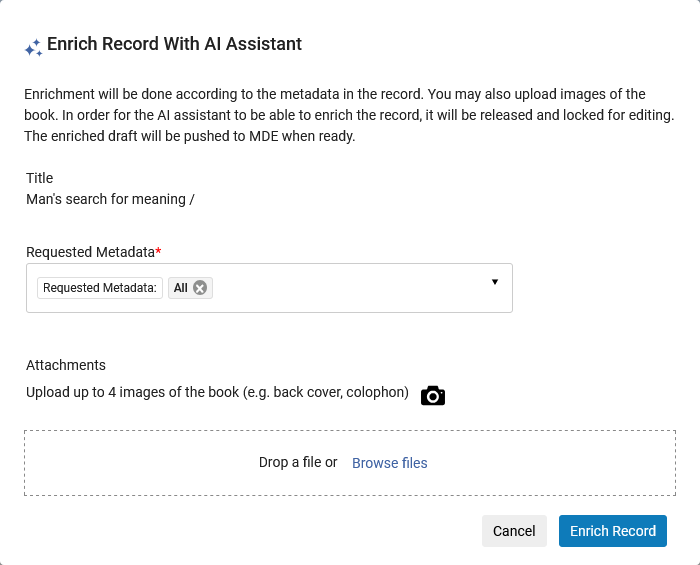 Enrich Record With AI Assistant
Enrichment will be done according to the metadata in the record. You may also upload images of the
book. In order for the AI assistant to be able to enrich the record, it will be released and locked for editing.
The enriched draft will be pushed to MDE when ready.
Title
Man's search for meaning /
Requested Metadata*
Requested Metadata: All
Attachments
Upload up to 4 images of the book (e.g. back cover, colophon)
Drop a file or Browse files
Cancel Enrich Record